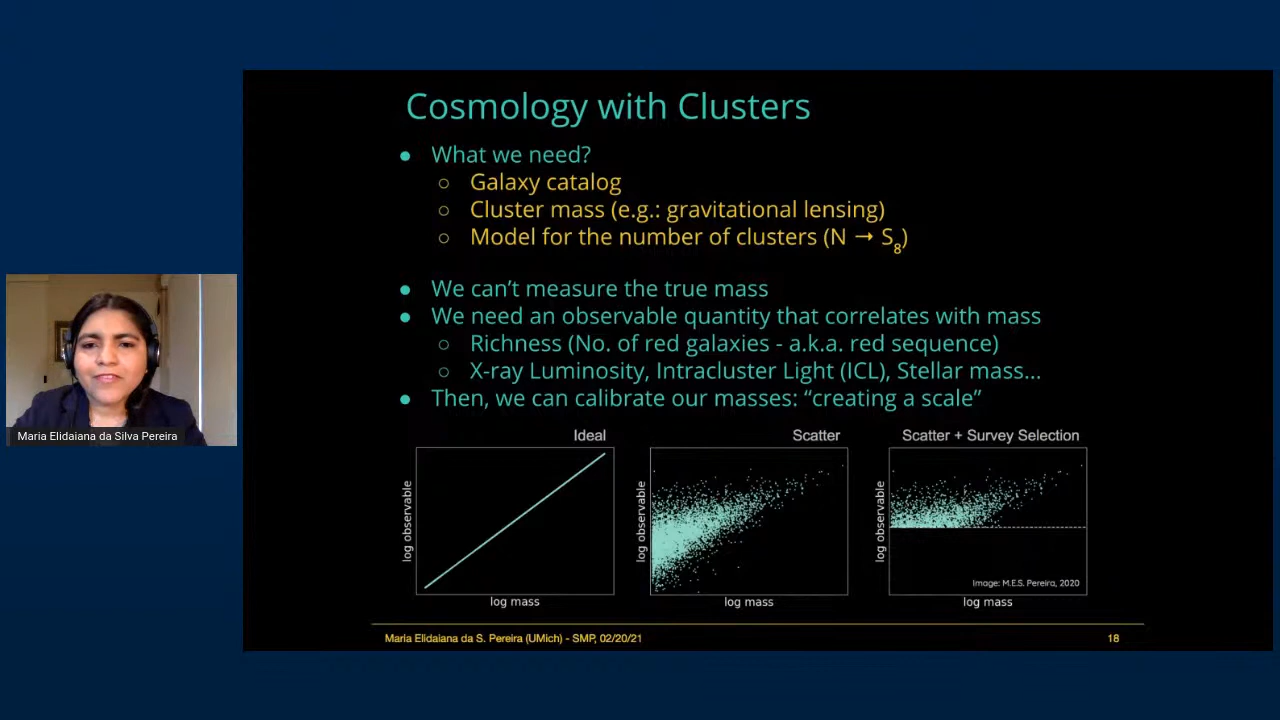 Cosmology with Clusters
● What we need?
○ Galaxy catalog
○ Cluster mass (e.g.: gravitational lensing)
○ Model for the number of clusters (N → S8)
● We can't measure the true mass
● We need an observable quantity that correlates with mass
○ Richness (No. of red galaxies - a.k.a. red sequence)
○ X-ray Luminosity, Intracluster Light (ICL), Stellar mass...
● Then, we can calibrate our masses: “creating a scale”
Maria Elidaiana da Silva Pereira
Ideal
log observable
log mass
Scatter
log observable
log mass
Scatter + Survey Selection
log observable
Image: M.E.S. Pereira, 2020
log mass
Maria Elidaiana da S. Pereira (UMich) - SMP, 02/20/21
18